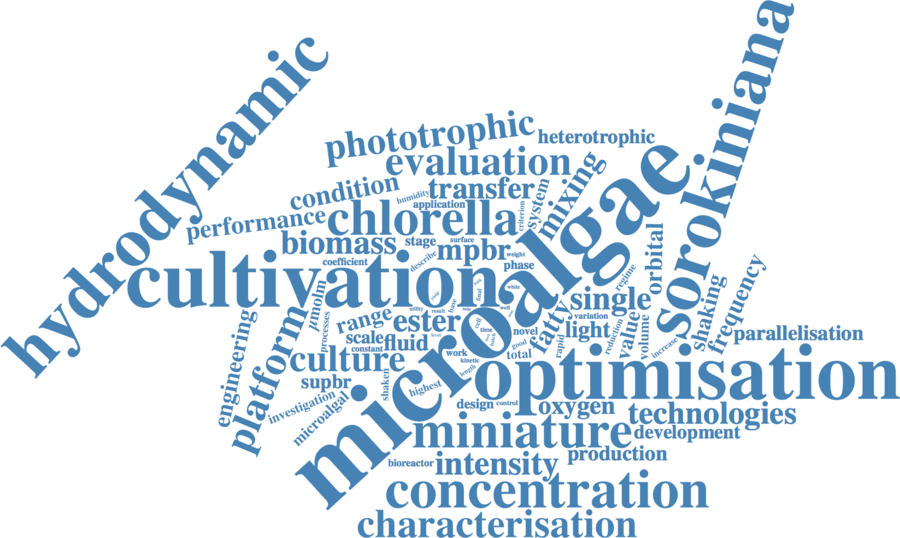 hydrodynamic
sorokiniana
phototrophic
heterotrophic
microalgae
evaluation
mixing
condition
humidity
transfer
system
application
criterion
performance
chlorella
orbital
biomass
stage
surface
mpbr
weight
coefficient
describe
phase
regime
cultivation
shaking
frequency
white
single
μmolm
platform
engineering
processes
range
ester
fatty
variation
novel
light
value
volume
reduction
parallelisation
scale
fluid
time
good
rapid
increase
constant
work
total
culture
kinetic
length
optimisation
supbr
shaken
highest
investigation
microalgal
design
control
oxygen
technologies
miniature
development
bioreactor
intensity
production
concentration
characterisation